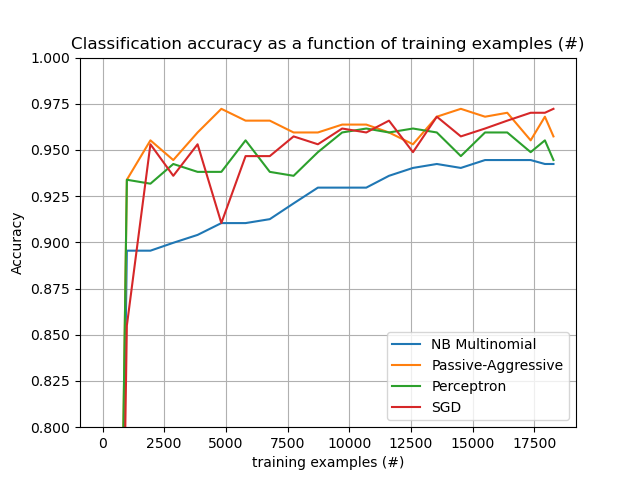 Classification accuracy as a function of training examples (#)
1.000
0.975
0.950
0.925
0.900
0.875
0.850
0.825
0.800
Accuracy
NB Multinomial
Passive-Aggressive
Perceptron
SGD
0 2500 5000 7500 10000 12500 15000 17500
training examples (#)